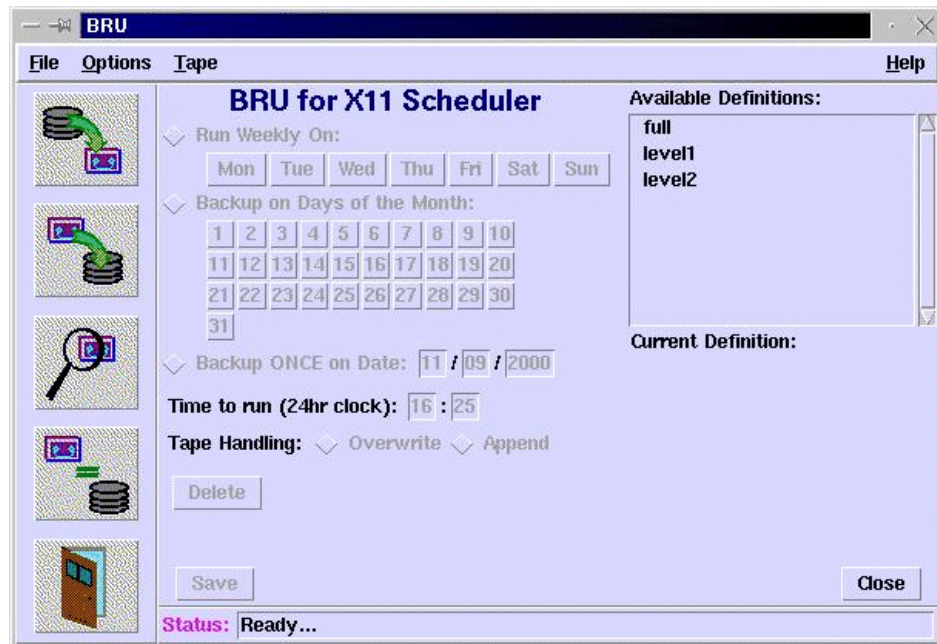 BRU
File Options Tape Help
BRU for X11 Scheduler
Run Weekly On:
Mon Tue Wed Thu Fri Sat Sun
Backup on Days of the Month:
1 2 3 4 5 6 7 8 9 10
11 12 13 14 15 16 17 18 19 20
21 22 23 24 25 26 27 28 29 30
31
Backup ONCE on Date: 11 / 09 / 2000
Time to run (24hr clock): 16 : 25
Tape Handling: Overwrite Append
Delete
Save
Available Definitions:
full
level1
level2
Current Definition:
Close
Status: Ready...